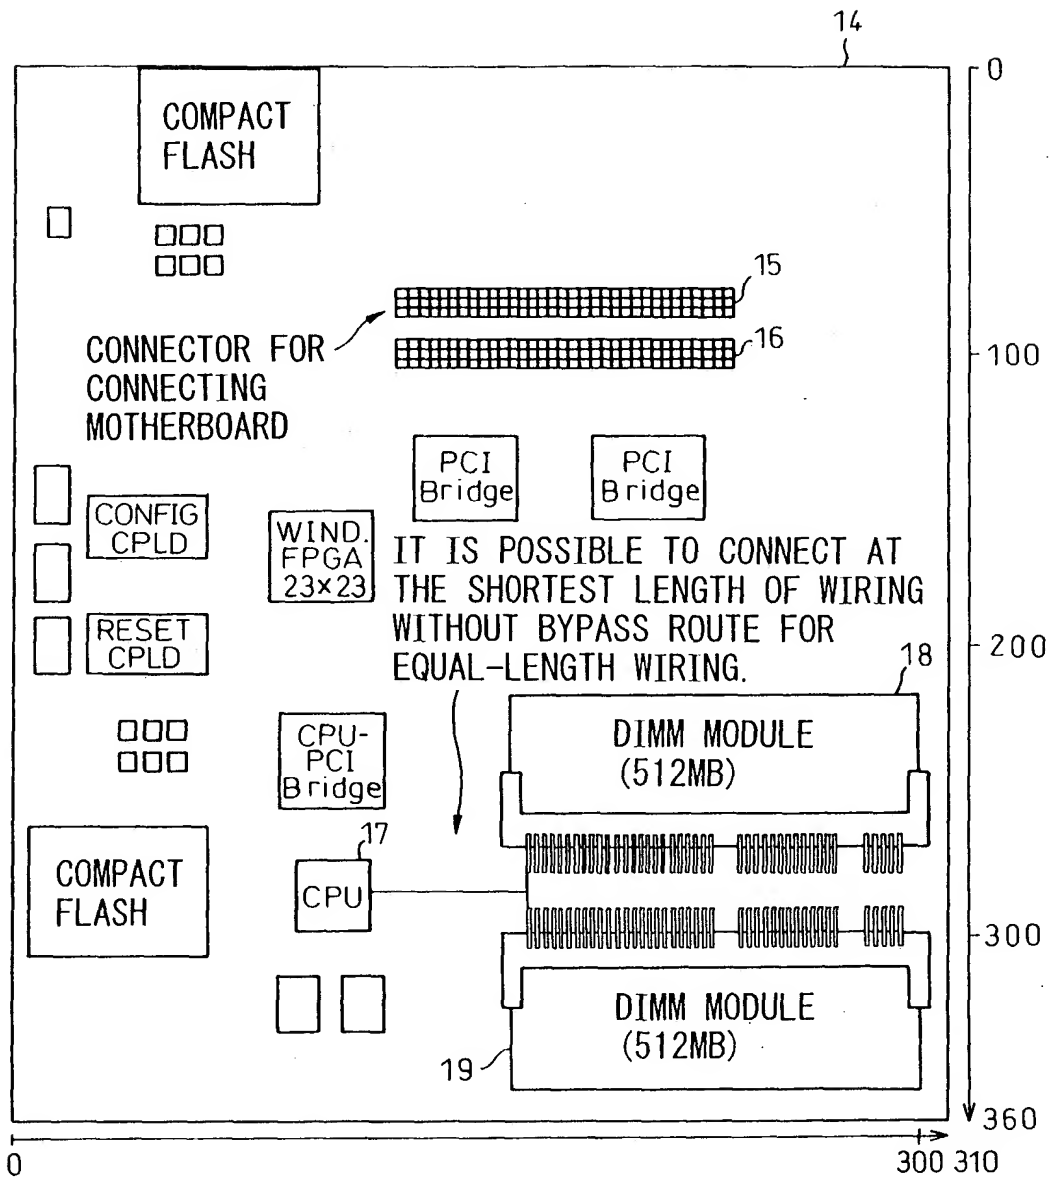 14
0
COMPACT
FLASH
15
16
CONNECTOR FOR
CONNECTING
MOTHERBOARD
100
PCI
Bridge
PCI
Bridge
CONFIG
CPLD
WIND.
FPGA
23×23
IT IS POSSIBLE TO CONNECT AT
THE SHORTEST LENGTH OF WIRING
WITHOUT BYPASS ROUTE FOR
EQUAL-LENGTH WIRING.
RESET
CPLD
200
18
DIMM MODULE
(512MB)
CPU-
PCI
Bridge
17
CPU
COMPACT
FLASH
300
DIMM MODULE
(512MB)
19
360
0
300 310